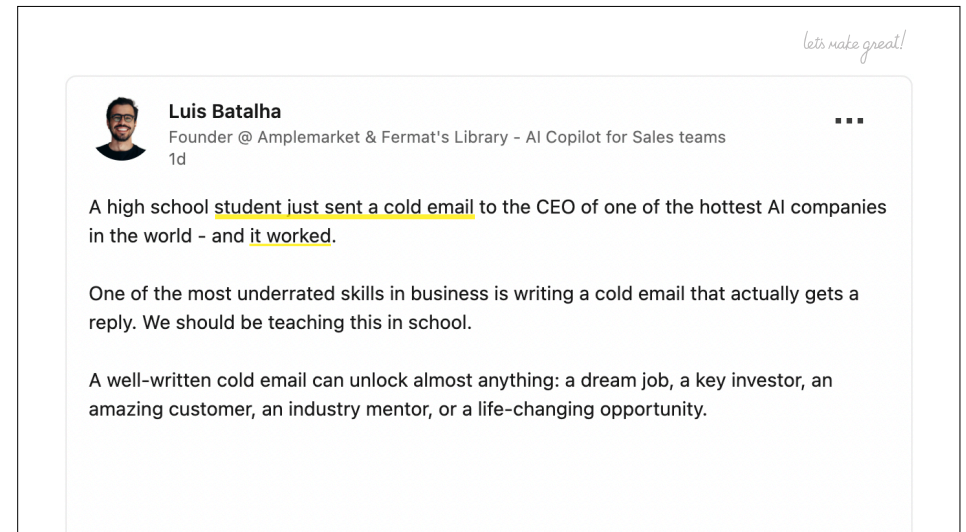 let's make great!
Luis Batalha
Founder @ Amplemarket & Fermat's Library - AI Copilot for Sales teams
1d
A high school student just sent a cold email to the CEO of one of the hottest AI companies
in the world - and it worked.
One of the most underrated skills in business is writing a cold email that actually gets a
reply. We should be teaching this in school.
A well-written cold email can unlock almost anything: a dream job, a key investor, an
amazing customer, an industry mentor, or a life-changing opportunity.